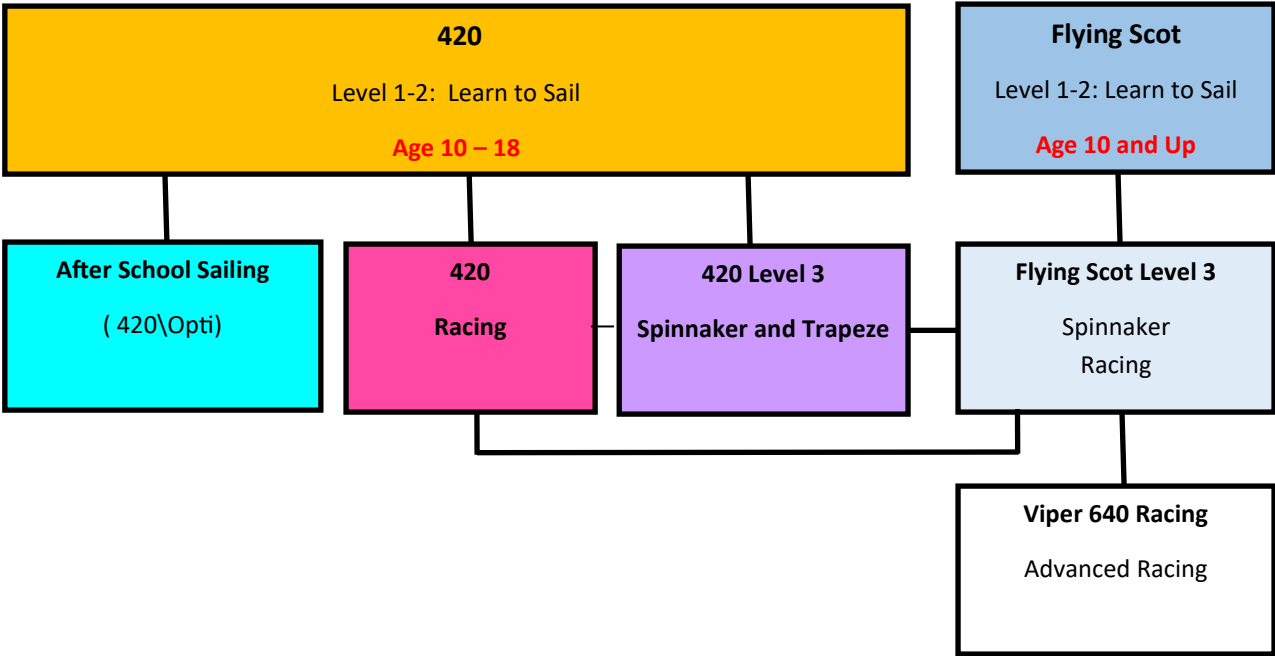 420
Level 1-2:  Learn to Sail
Age 10 – 18
Flying Scot
Level 1-2: Learn to Sail
Age 10 and Up
After School Sailing
( 420\Opti)
420
Racing
420 Level 3
Spinnaker and Trapeze
Flying Scot Level 3
Spinnaker
Racing
Viper 640 Racing
Advanced Racing